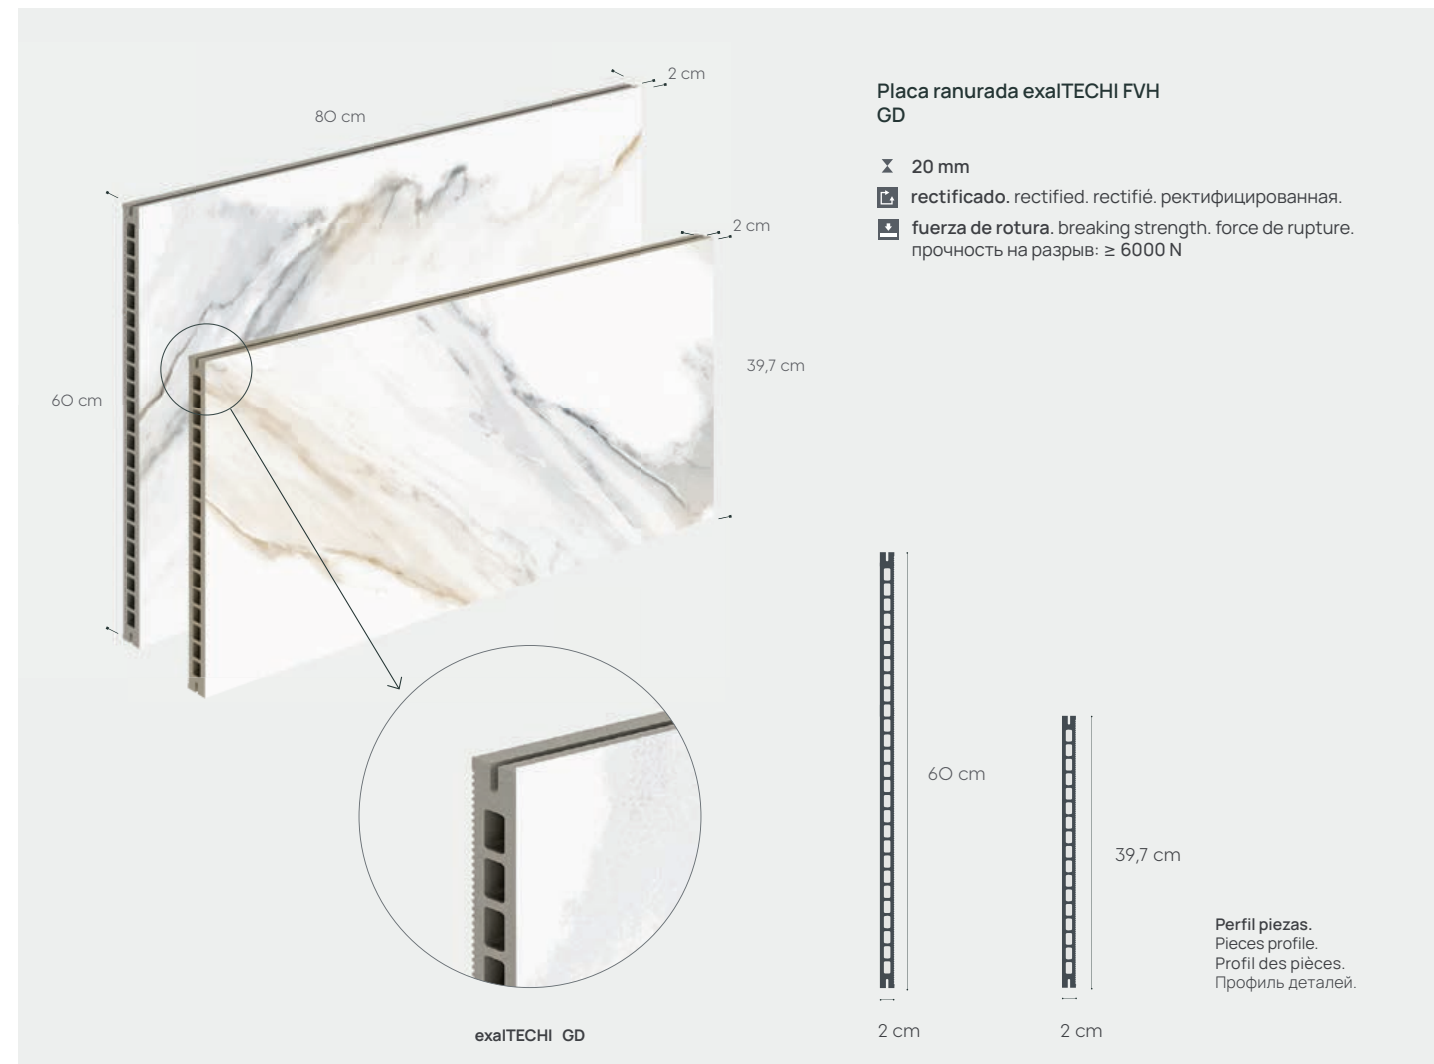 2 cm
80 cm
2 cm
39,7 cm
60 cm
exalTECHI GD
Placa ranurada exalTECHI FVH
GD
20 mm
rectificado. rectified. rectifié. ректифицированная.
fuerza de rotura. breaking strength. force de rupture.
прочность на разрыв: ≥ 6000 N
60 cm
39,7 cm
2 cm
2 cm
Perfil piezas.
Pieces profile.
Profil des pièces.
Профиль деталей.